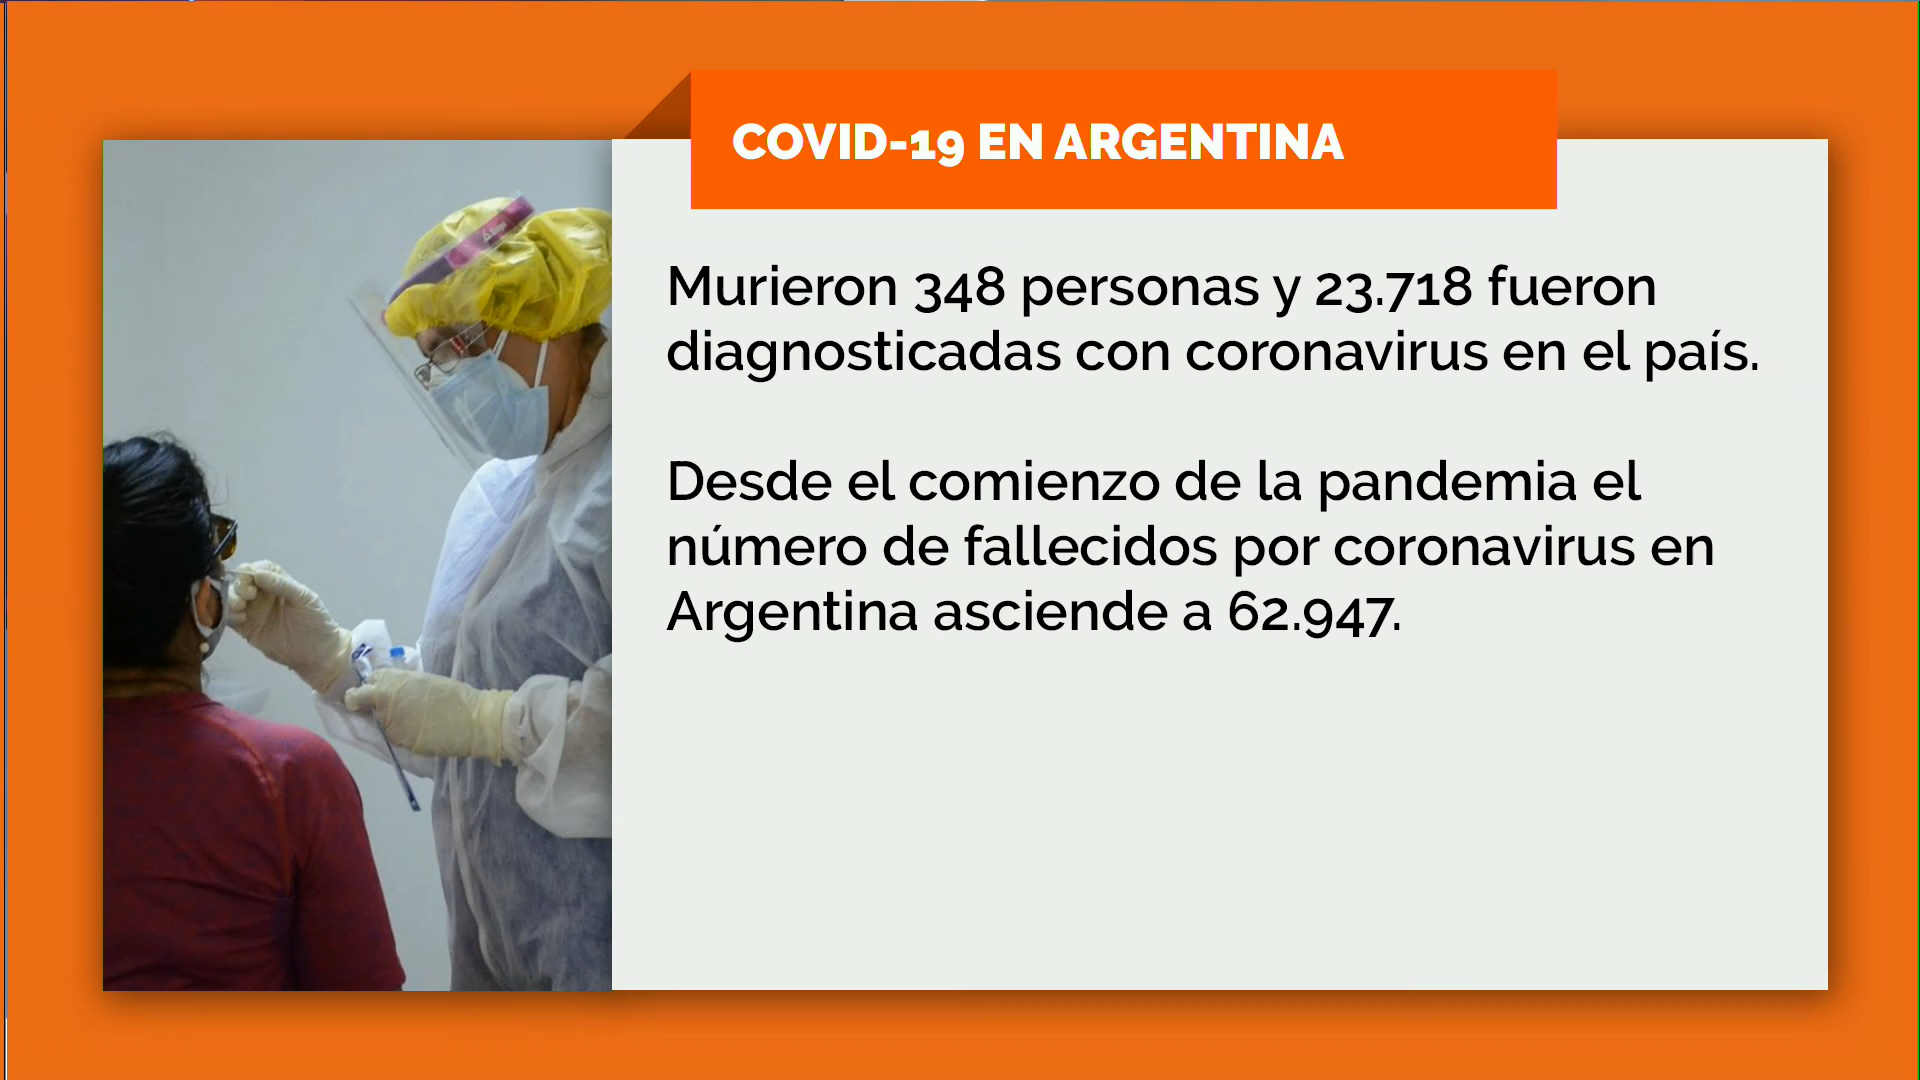 COVID-19 EN ARGENTINA
Murieron 348 personas y 23.718 fueron
diagnosticadas con coronavirus en el país.
Desde el comienzo de la pandemia el
número de fallecidos por coronavirus en
Argentina asciende a 62.947.